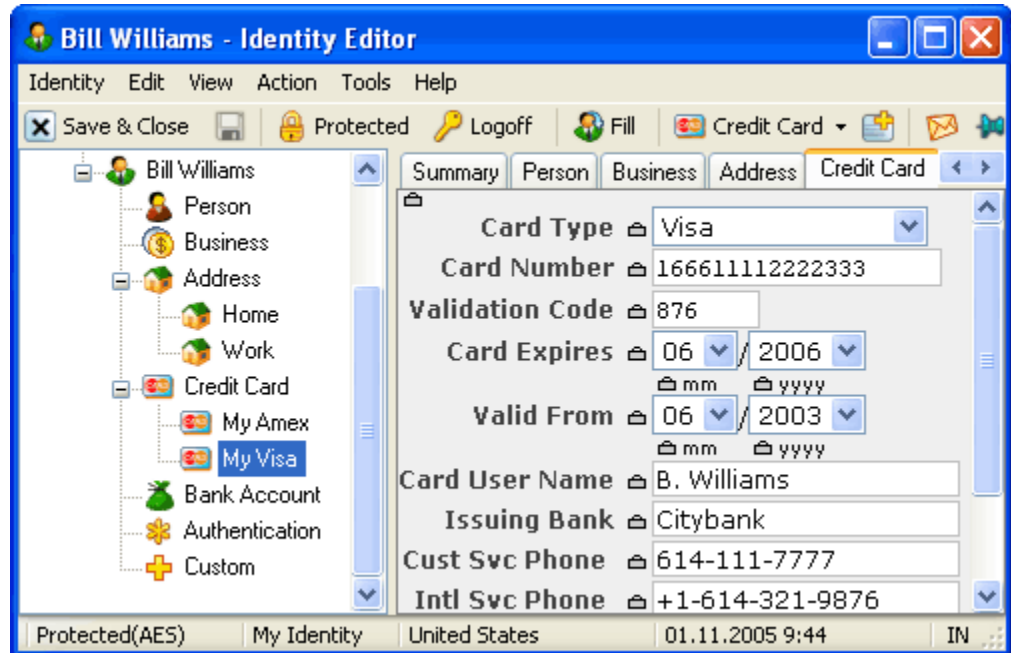 Bill Williams - Identity Editor
Identity Edit View Action Tools Help
Save & Close Protected Logoff Fill Credit Card
Bill Williams
Person
Business
Address
Home
Work
Credit Card
My Amex
My Visa
Bank Account
Authentication
Custom
Summary Person Business Address Credit Card
Card Type Visa
Card Number 166611112222333
Validation Code 876
Card Expires 06 / 2006
mm yyyy
Valid From 06 / 2003
mm yyyy
Card User Name B. Williams
Issuing Bank Citybank
Cust Svc Phone 614-111-7777
Intl Svc Phone +1-614-321-9876
Protected(AES) My Identity United States 01.11.2005 9:44 IN